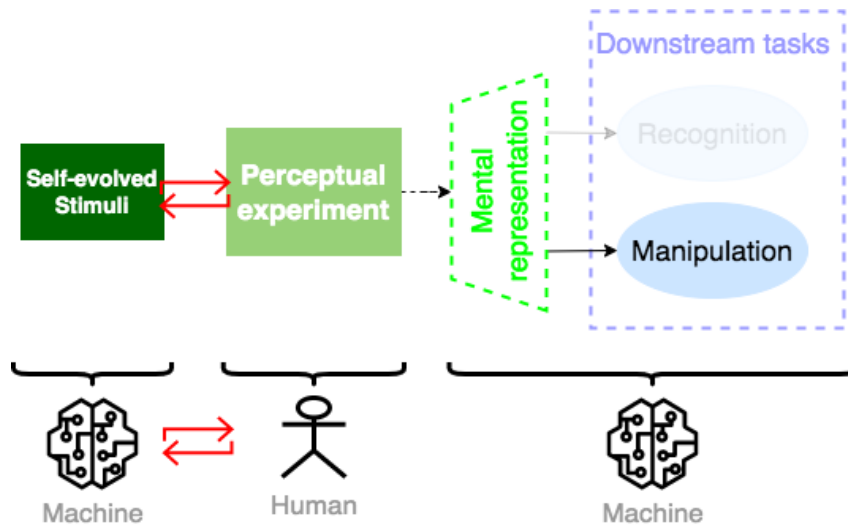 Downstream tasks
Self-evolved
Stimuli
Perceptual
experiment
Mental
representation
Recognition
Manipulation
Machine
Human
Machine